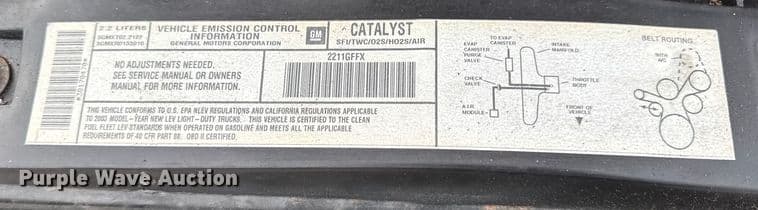 2.2 LITERS
VEHICLE EMISSION CONTROL
INFORMATION
GENERAL MOTORS CORPORATION
GM
CATALYST
SFI/TWC/O2S/HO2S/AIR
NO ADJUSTMENTS NEEDED.
SEE SERVICE MANUAL OR OWNERS
MANUAL FOR MORE INFORMATION.
2211GFFX
THIS VEHICLE CONFORMS TO U.S. EPA NLEV REGULATIONS AND CALIFORNIA REGULATIONS APPLICABLE
TO 2003 MODEL-YEAR NEW LEV LIGHT-DUTY TRUCKS. THIS VEHICLE IS CERTIFIED TO THE CLEAN
FUEL FLEET LEV STANDARDS WHEN OPERATED ON GASOLINE AND MEETS ALL THE APPLICABLE
REQUIREMENTS OF 40 CFR PART 88. OBD II CERTIFIED.
TO EVAP
CANISTER
EVAP
CANISTER
PURGE
VALVE
INTAKE
MANIFOLD
CHECK
VALVE
THROTTLE
BODY
A.I.R.
MODULE
FRONT OF
VEHICLE
BELT ROUTING
WITH
A/C
Purple Wave Auction